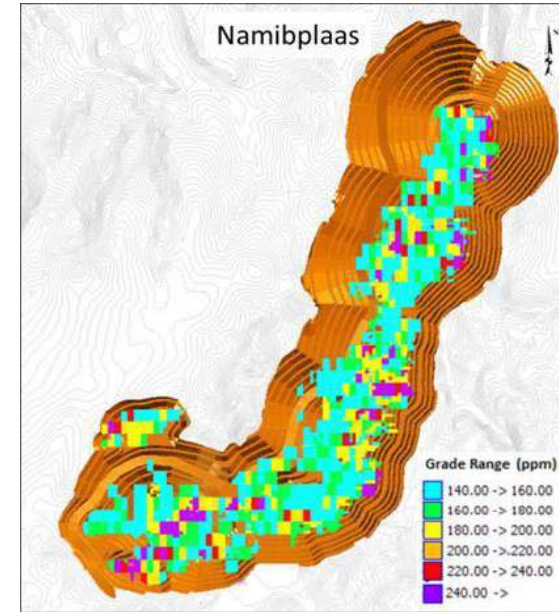 Namibplaas
Grade Range (ppm)
140.00 -> 160.00
160.00 -> 180.00
180.00 -> 200.00
200.00 ->.220.00
220.00 -> 240.00
240.00 ->